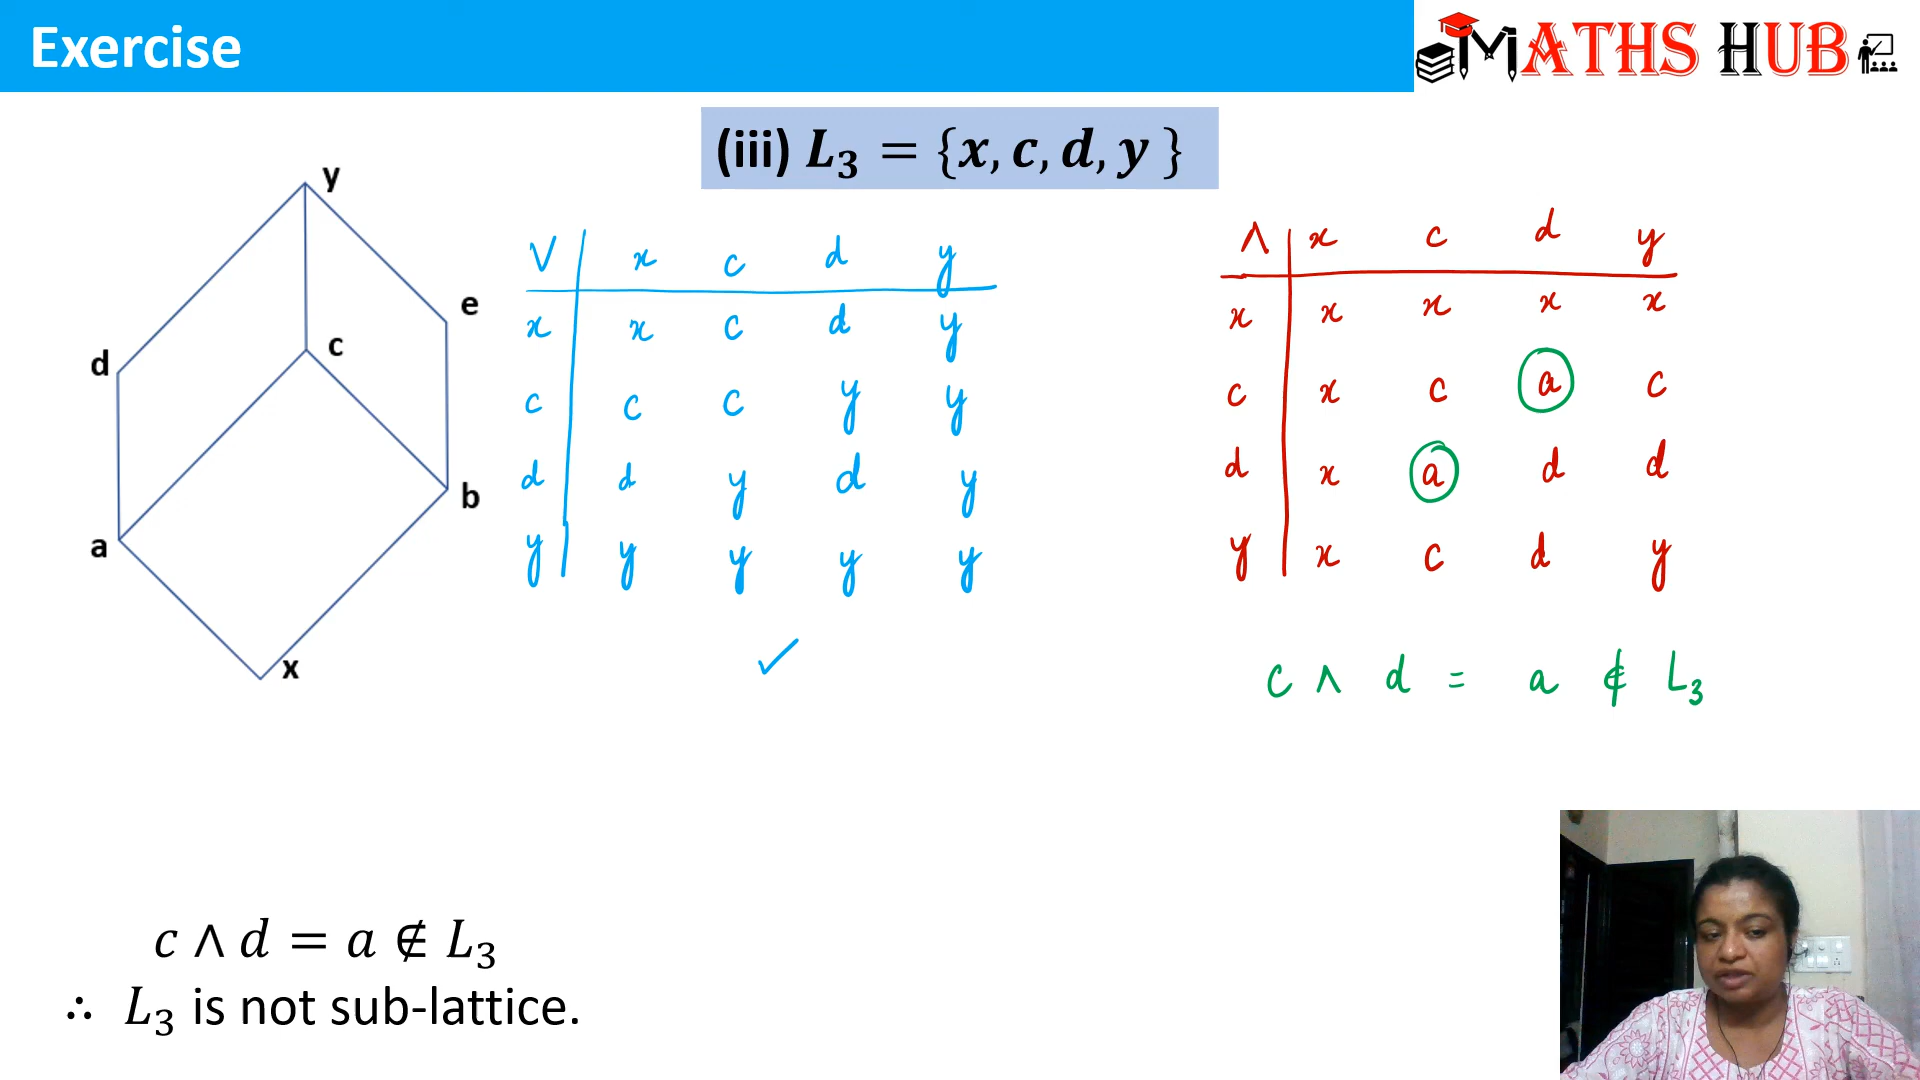 Exercise
MATHS HUB
(iii) L₃ = {x, c, d, y }
y
e
c
d
b
a
x
∨ x c d y
x x c d y
c c c y y
d d y d y
y y y y y
✓
∧ x c d y
x x x x x
c x c a c
d x a d d
y x c d y
c ∧ d = a ∉ L₃
c ∧ d = a ∉ L₃
∴ L₃ is not sub-lattice.